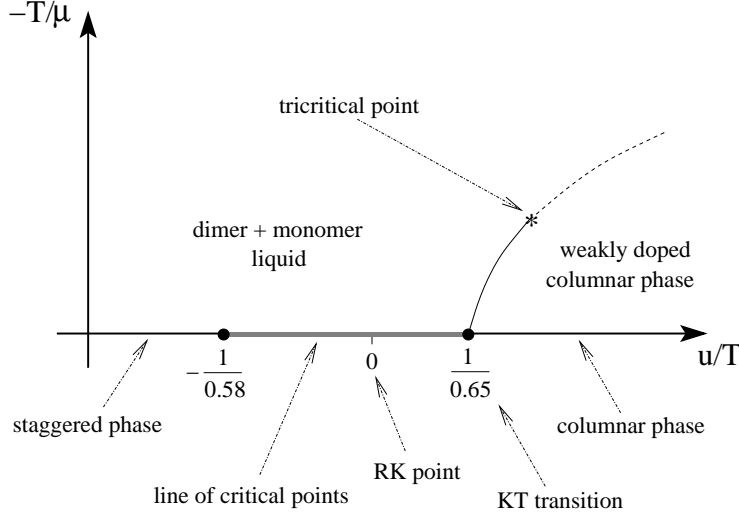 −T/μ
tricritical point
dimer + monomer
liquid
weakly doped
columnar phase
*
u/T
− 1/0.58
0
1/0.65
staggered phase
columnar phase
RK point
line of critical points
KT transition